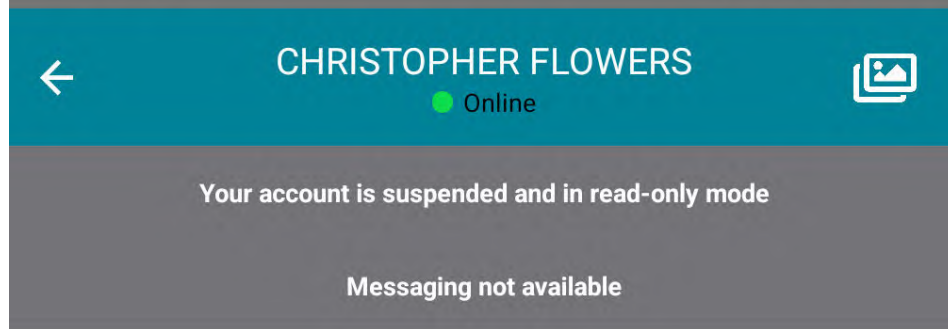 CHRISTOPHER FLOWERS
Online
Your account is suspended and in read-only mode
Messaging not available